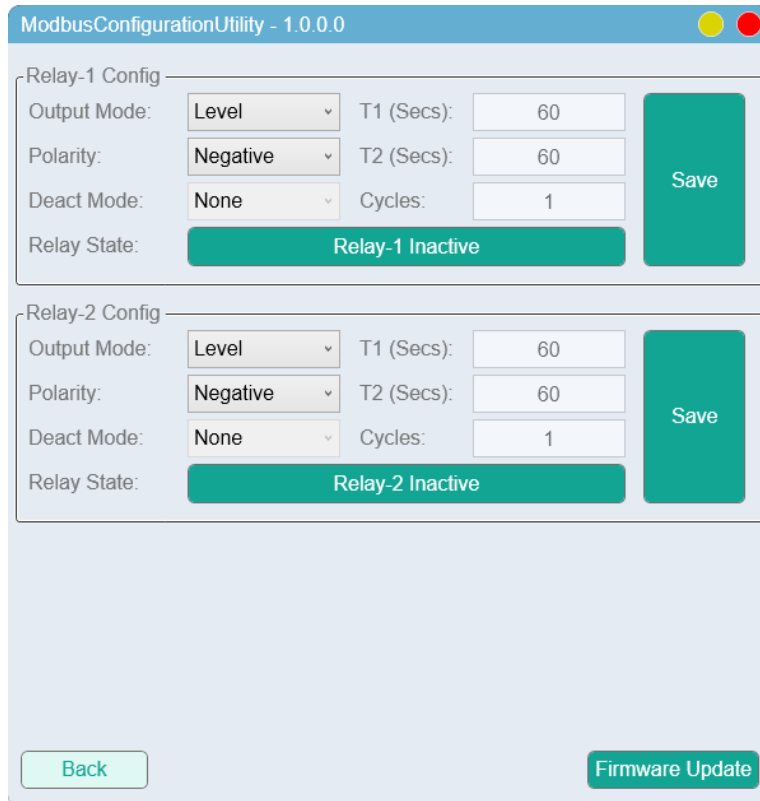 ModbusConfigurationUtility - 1.0.0.0
Relay-1 Config
Output Mode: Level T1 (Secs): 60
Polarity: Negative T2 (Secs): 60
Deact Mode: None Cycles: 1
Save
Relay State: Relay-1 Inactive
Relay-2 Config
Output Mode: Level T1 (Secs): 60
Polarity: Negative T2 (Secs): 60
Deact Mode: None Cycles: 1
Save
Relay State: Relay-2 Inactive
Back Firmware Update